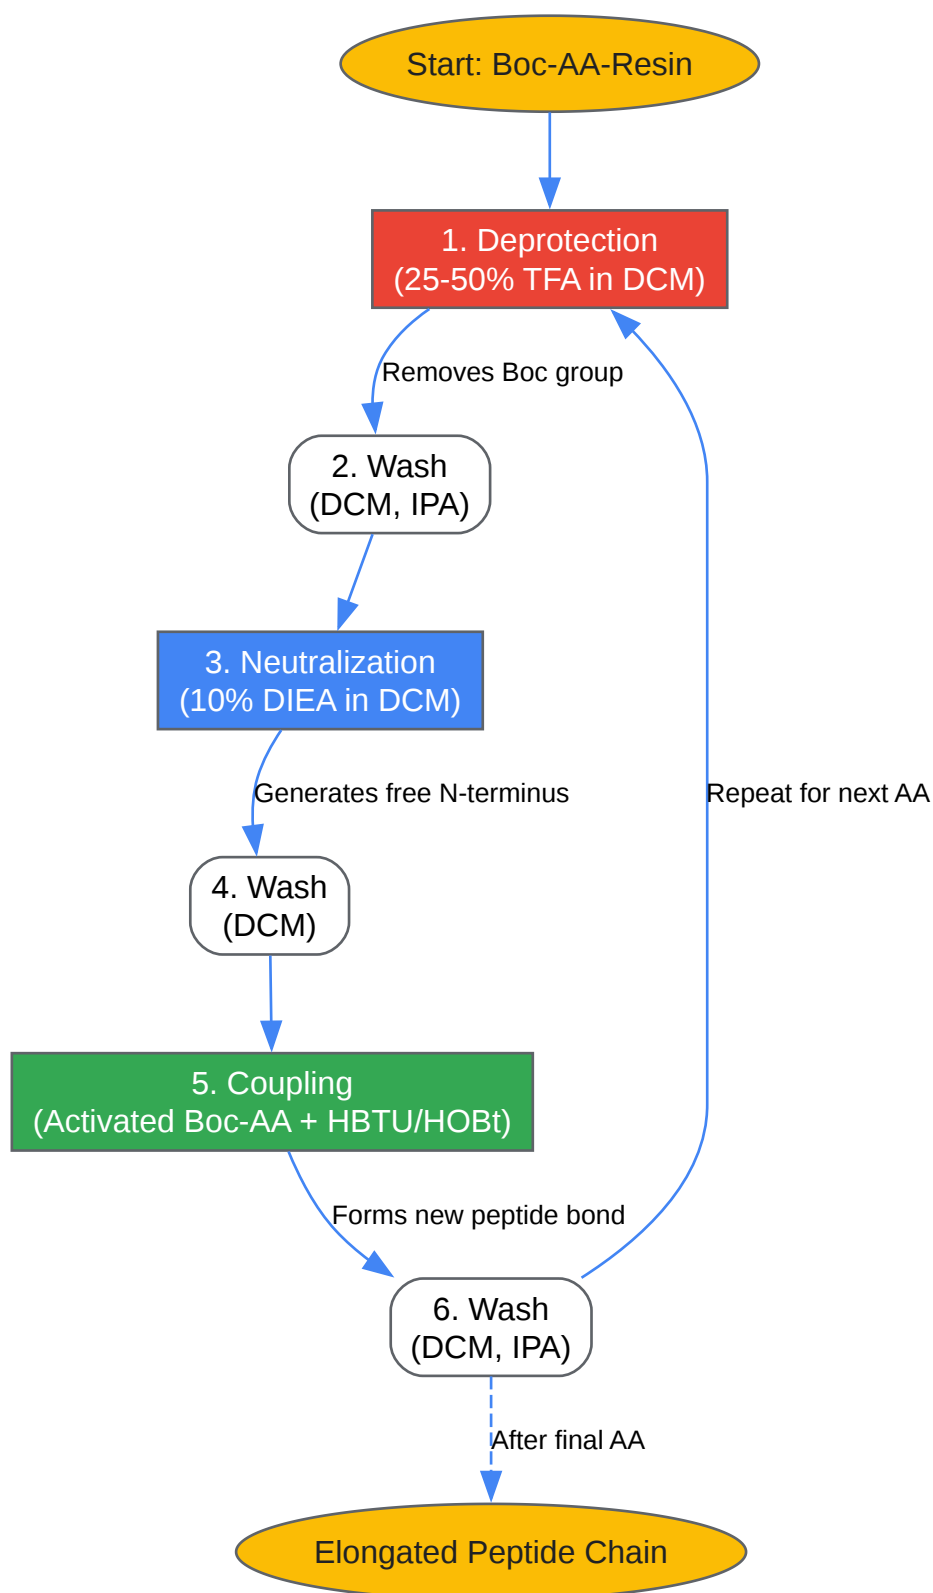 Start: Boc-AA-Resin
1. Deprotection
(25-50% TFA in DCM)
Removes Boc group
2. Wash
(DCM, IPA)
3. Neutralization
(10% DIEA in DCM)
Generates free N-terminus
Repeat for next AA
4. Wash
(DCM)
5. Coupling
(Activated Boc-AA + HBTU/HOBt)
Forms new peptide bond
6. Wash
(DCM, IPA)
After final AA
Elongated Peptide Chain